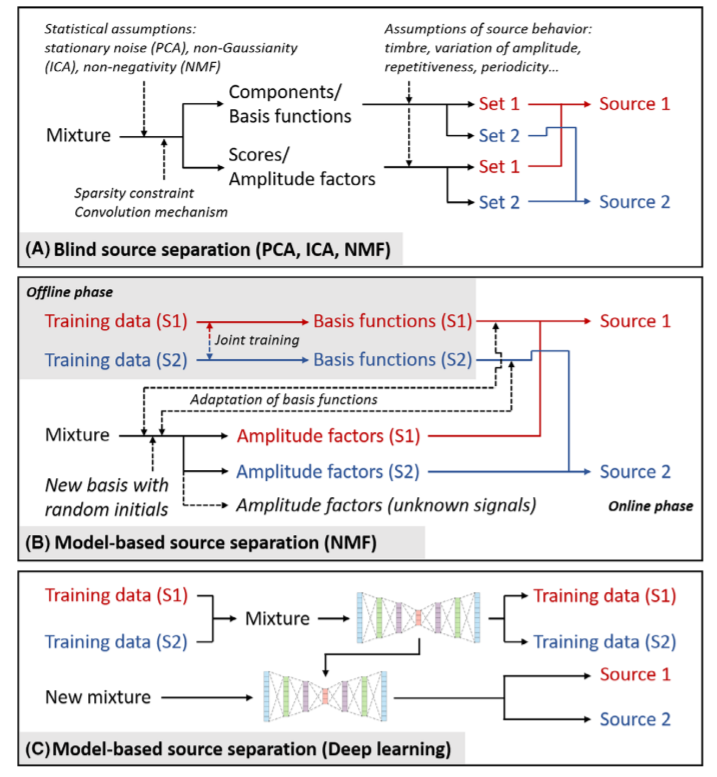 Statistical assumptions:
stationary noise (PCA), non-Gaussianity
(ICA), non-negativity (NMF)
Assumptions of source behavior:
timbre, variation of amplitude,
repetitiveness, periodicity...
Mixture
Components/
Basis functions
Scores/
Amplitude factors
Sparsity constraint
Convolution mechanism
Set 1
Set 2
Set 1
Set 2
Source 1
Source 2
(A) Blind source separation (PCA, ICA, NMF)
Offline phase
Training data (S1)
Basis functions (S1)
Source 1
Joint training
Training data (S2)
Basis functions (S2)
Adaptation of basis functions
Mixture
Amplitude factors (S1)
Amplitude factors (S2)
Source 2
New basis with
random initials
Amplitude factors (unknown signals)
Online phase
(B) Model-based source separation (NMF)
Training data (S1)
Training data (S2)
Mixture
Training data (S1)
Training data (S2)
New mixture
Source 1
Source 2
(C) Model-based source separation (Deep learning)